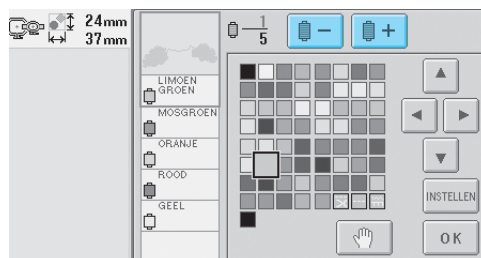 24mm
37mm
1
5
− +
LIMOEN
GROEN
MOSGROEN
ORANJE
ROOD
GEEL
INSTELLEN
OK